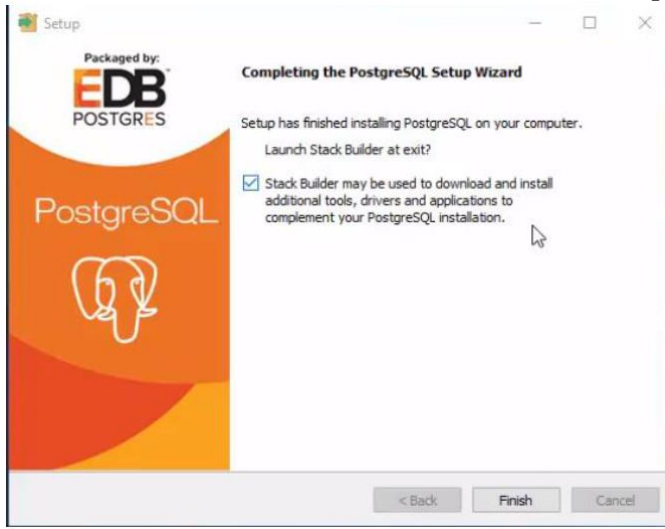 Setup
Packaged by:
EDB
POSTGRES
PostgreSQL
Completing the PostgreSQL Setup Wizard
Setup has finished installing PostgreSQL on your computer.
Launch Stack Builder at exit?
Stack Builder may be used to download and install
additional tools, drivers and applications to
complement your PostgreSQL installation.
< Back
Finish
Cancel